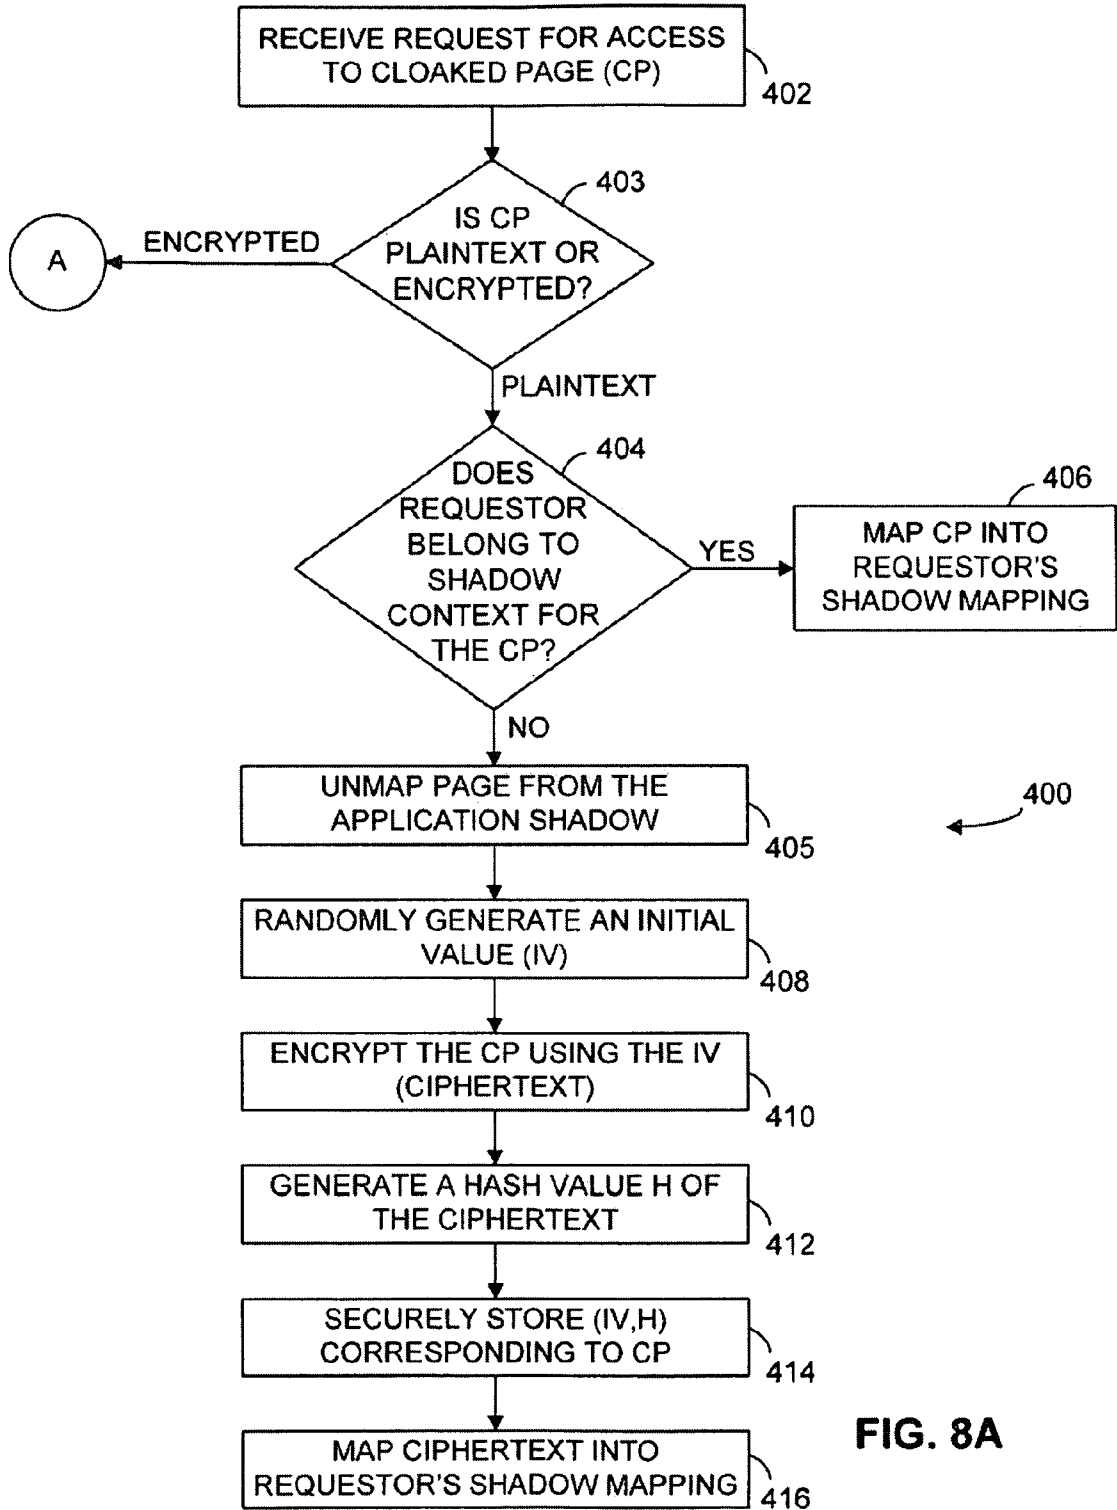 RECEIVE REQUEST FOR ACCESS
TO CLOAKED PAGE (CP)
402
403
IS CP
PLAINTEXT OR
ENCRYPTED?
ENCRYPTED
A
PLAINTEXT
404
DOES
REQUESTOR
BELONG TO
SHADOW
CONTEXT FOR
THE CP?
YES
406
MAP CP INTO
REQUESTOR'S
SHADOW MAPPING
NO
UNMAP PAGE FROM THE
APPLICATION SHADOW
405
400
RANDOMLY GENERATE AN INITIAL
VALUE (IV)
408
ENCRYPT THE CP USING THE IV
(CIPHERTEXT)
410
GENERATE A HASH VALUE H OF
THE CIPHERTEXT
412
SECURELY STORE (IV,H)
CORRESPONDING TO CP
414
MAP CIPHERTEXT INTO
REQUESTOR'S SHADOW MAPPING
416
FIG. 8A